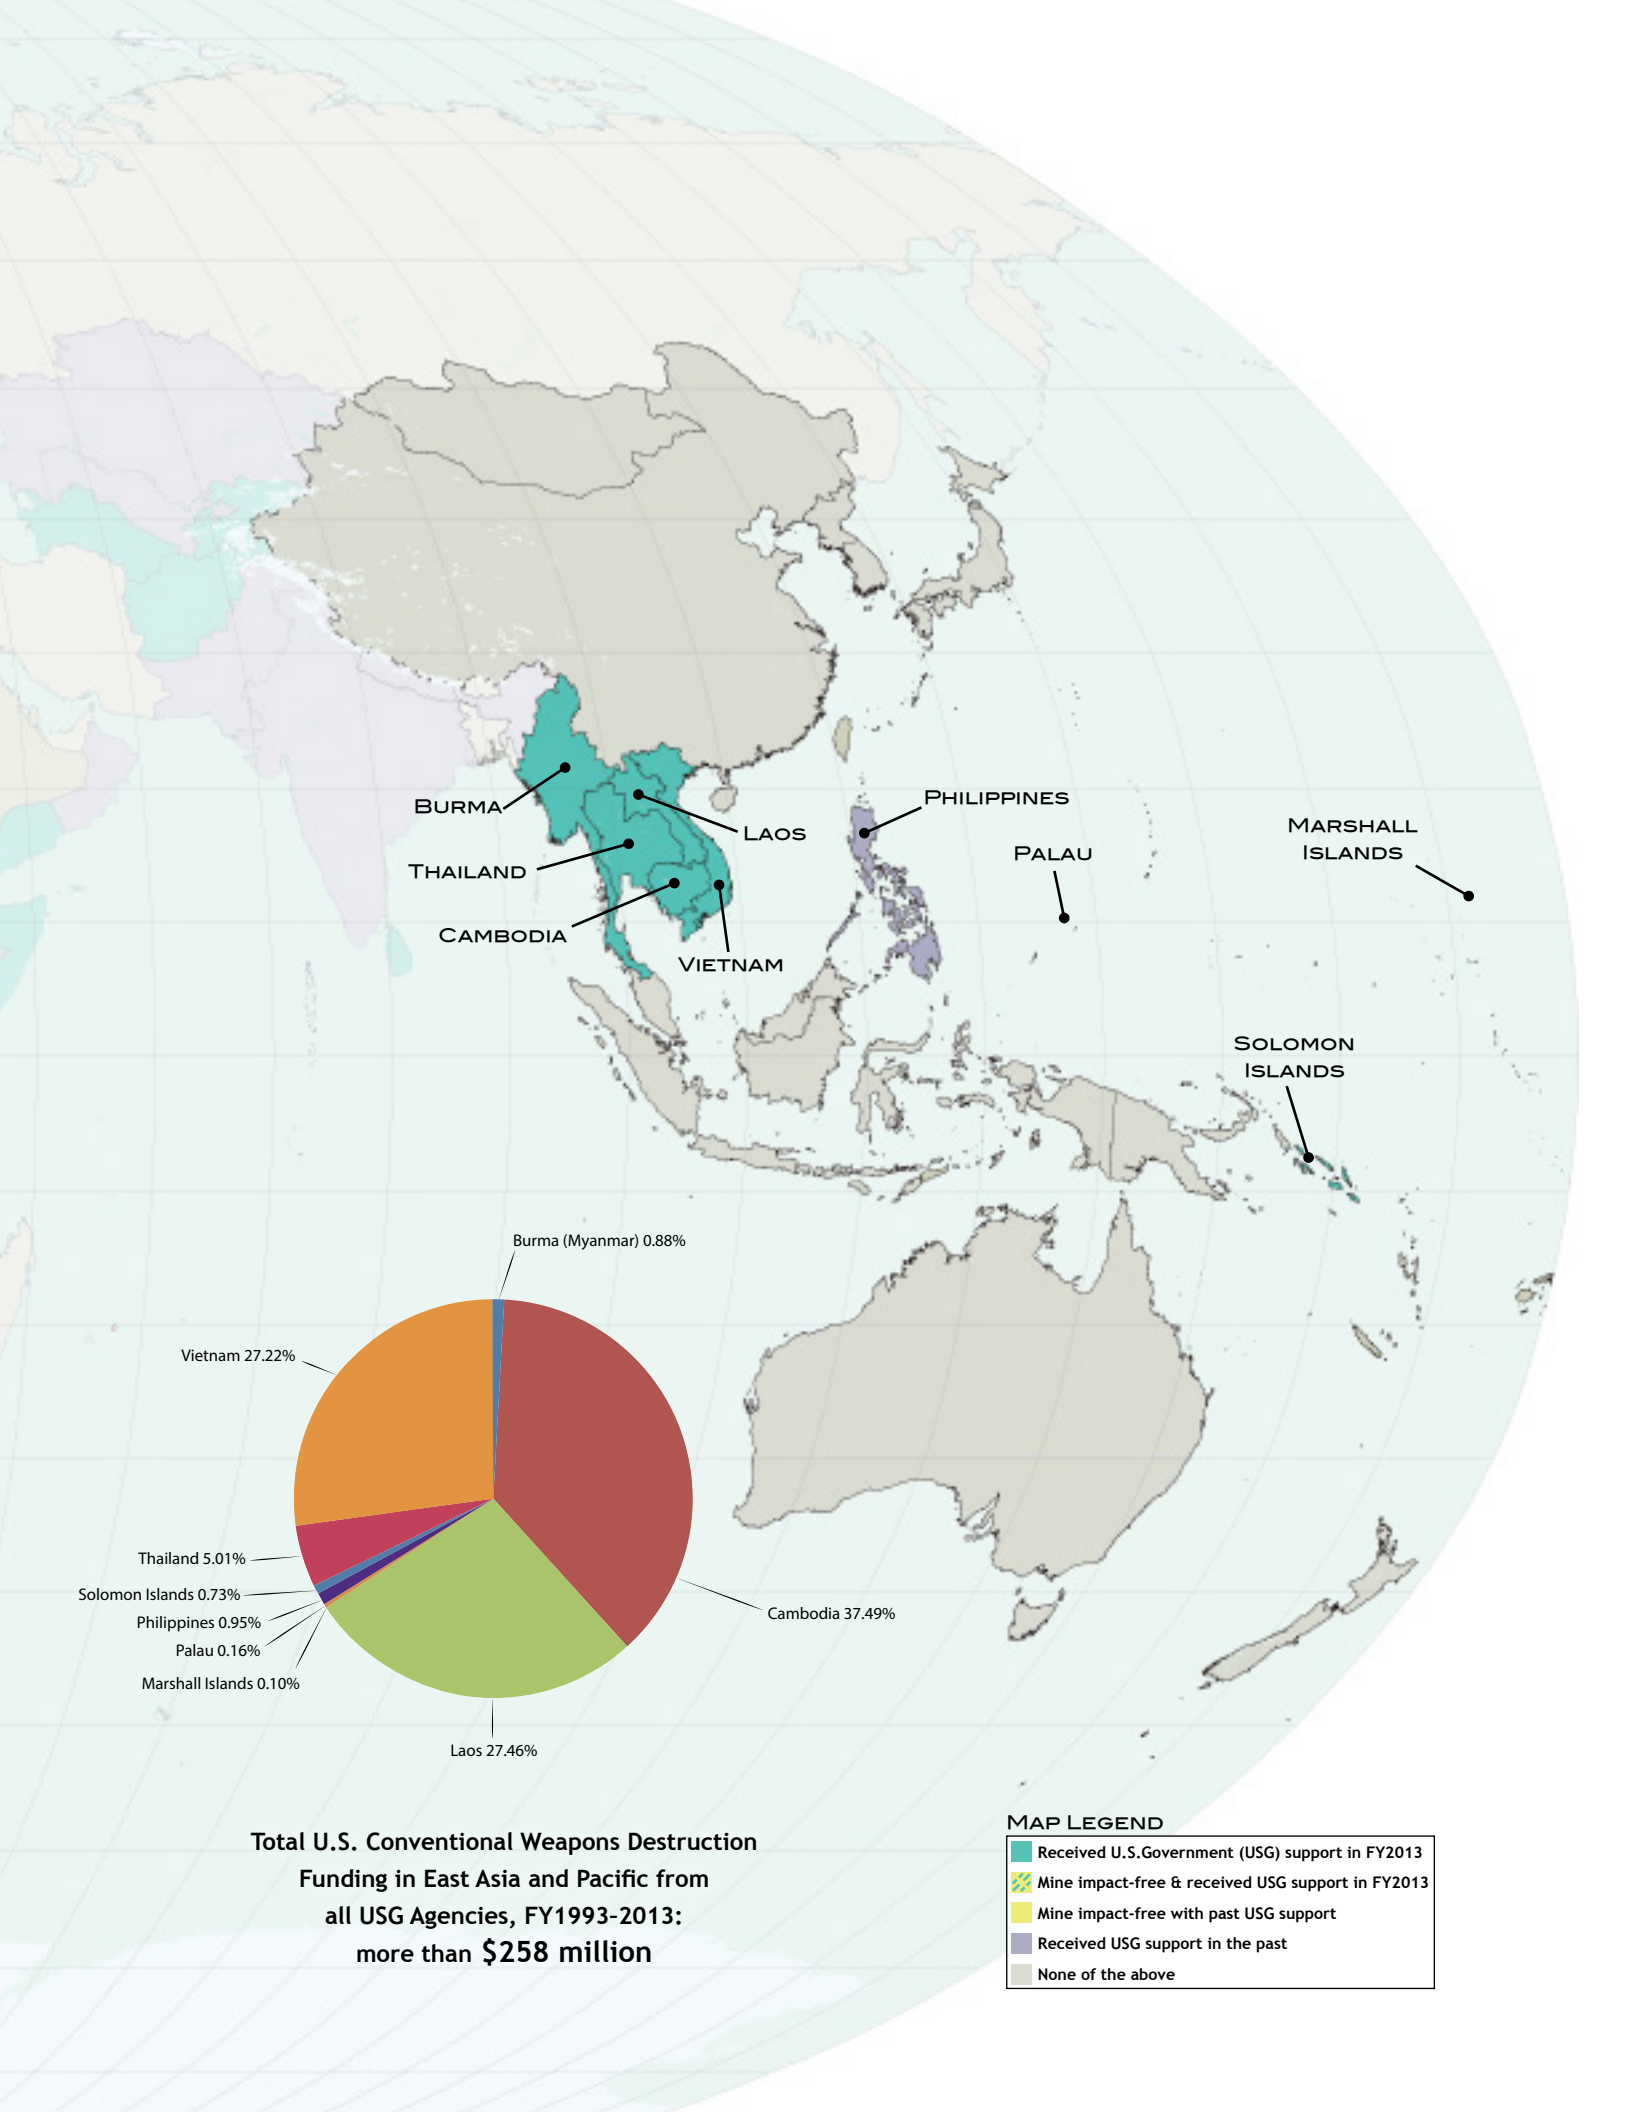 Burma
Thailand
Cambodia
Laos
Vietnam
Philippines
Palau
Marshall
Islands
Solomon
Islands
Burma (Myanmar) 0.88%
Vietnam 27.22%
Thailand 5.01%
Solomon Islands 0.73%
Philippines 0.95%
Palau 0.16%
Marshall Islands 0.10%
Cambodia 37.49%
Laos 27.46%
Total U.S. Conventional Weapons Destruction
Funding in East Asia and Pacific from
all USG Agencies, FY1993–2013:
more than $258 million
Map Legend
Received U.S.Government (USG) support in FY2013
Mine impact-free & received USG support in FY2013
Mine impact-free with past USG support
Received USG support in the past
None of the above